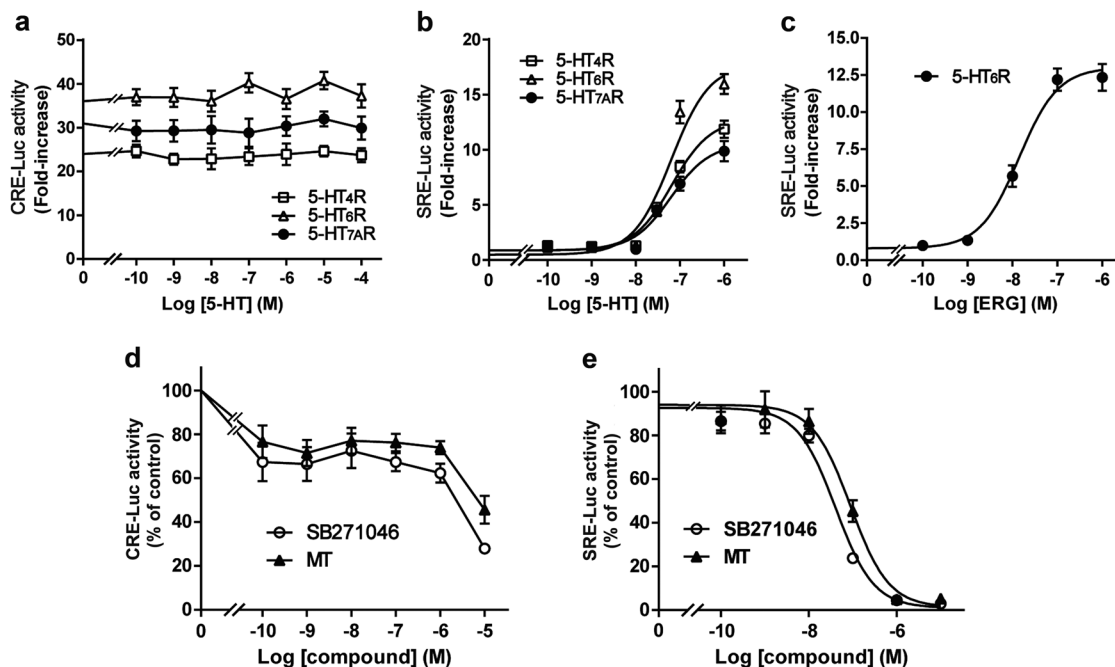 a
CRE-Luc activity
(Fold-increase)
50
40
30
20
10
0
5-HT4R
5-HT6R
5-HT7AR
0 -10 -9 -8 -7 -6 -5 -4
Log [5-HT] (M)
b
SRE-Luc activity
(Fold-increase)
20
15
10
5
0
5-HT4R
5-HT6R
5-HT7AR
0 -10 -9 -8 -7 -6
Log [5-HT] (M)
c
SRE-Luc activity
(Fold-increase)
15.0
12.5
10.0
7.5
5.0
2.5
0.0
5-HT6R
0 -10 -9 -8 -7 -6
Log [ERG] (M)
d
CRE-Luc activity
(% of control)
100
80
60
40
20
0
SB271046
MT
0 -10 -9 -8 -7 -6 -5
Log [compound] (M)
e
SRE-Luc activity
(% of control)
100
80
60
40
20
0
SB271046
MT
0 -10 -8 -6
Log [compound] (M)